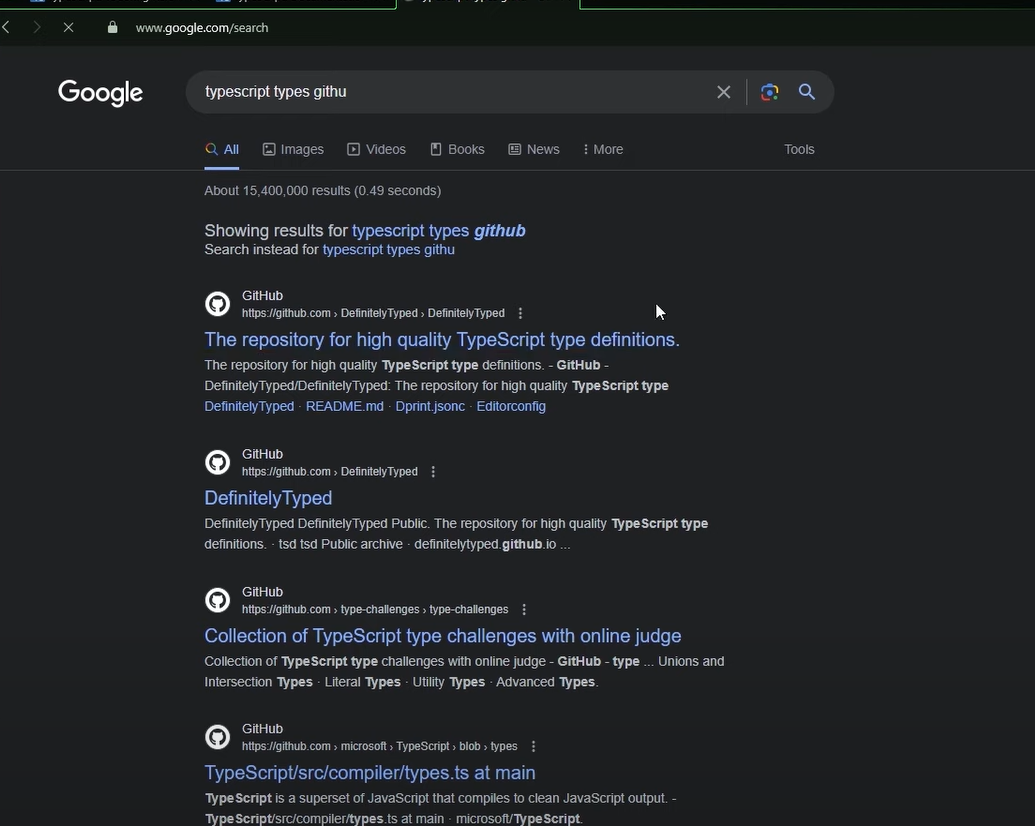 www.google.com/search
Google
typescript types githu
All Images Videos Books News More Tools
About 15,400,000 results (0.49 seconds)
Showing results for typescript types github
Search instead for typescript types githu
GitHub
https://github.com › DefinitelyTyped › DefinitelyTyped
The repository for high quality TypeScript type definitions.
The repository for high quality TypeScript type definitions. - GitHub -
DefinitelyTyped/DefinitelyTyped: The repository for high quality TypeScript type
DefinitelyTyped · README.md · Dprint.jsonc · Editorconfig
GitHub
https://github.com › DefinitelyTyped
DefinitelyTyped
DefinitelyTyped DefinitelyTyped Public. The repository for high quality TypeScript type
definitions. · tsd tsd Public archive · definitelytyped.github.io ...
GitHub
https://github.com › type-challenges › type-challenges
Collection of TypeScript type challenges with online judge
Collection of TypeScript type challenges with online judge - GitHub - type ... Unions and
Intersection Types · Literal Types · Utility Types · Advanced Types.
GitHub
https://github.com › microsoft › TypeScript › blob › types
TypeScript/src/compiler/types.ts at main
TypeScript is a superset of JavaScript that compiles to clean JavaScript output. -
TypeScript/src/compiler/types.ts at main · microsoft/TypeScript.